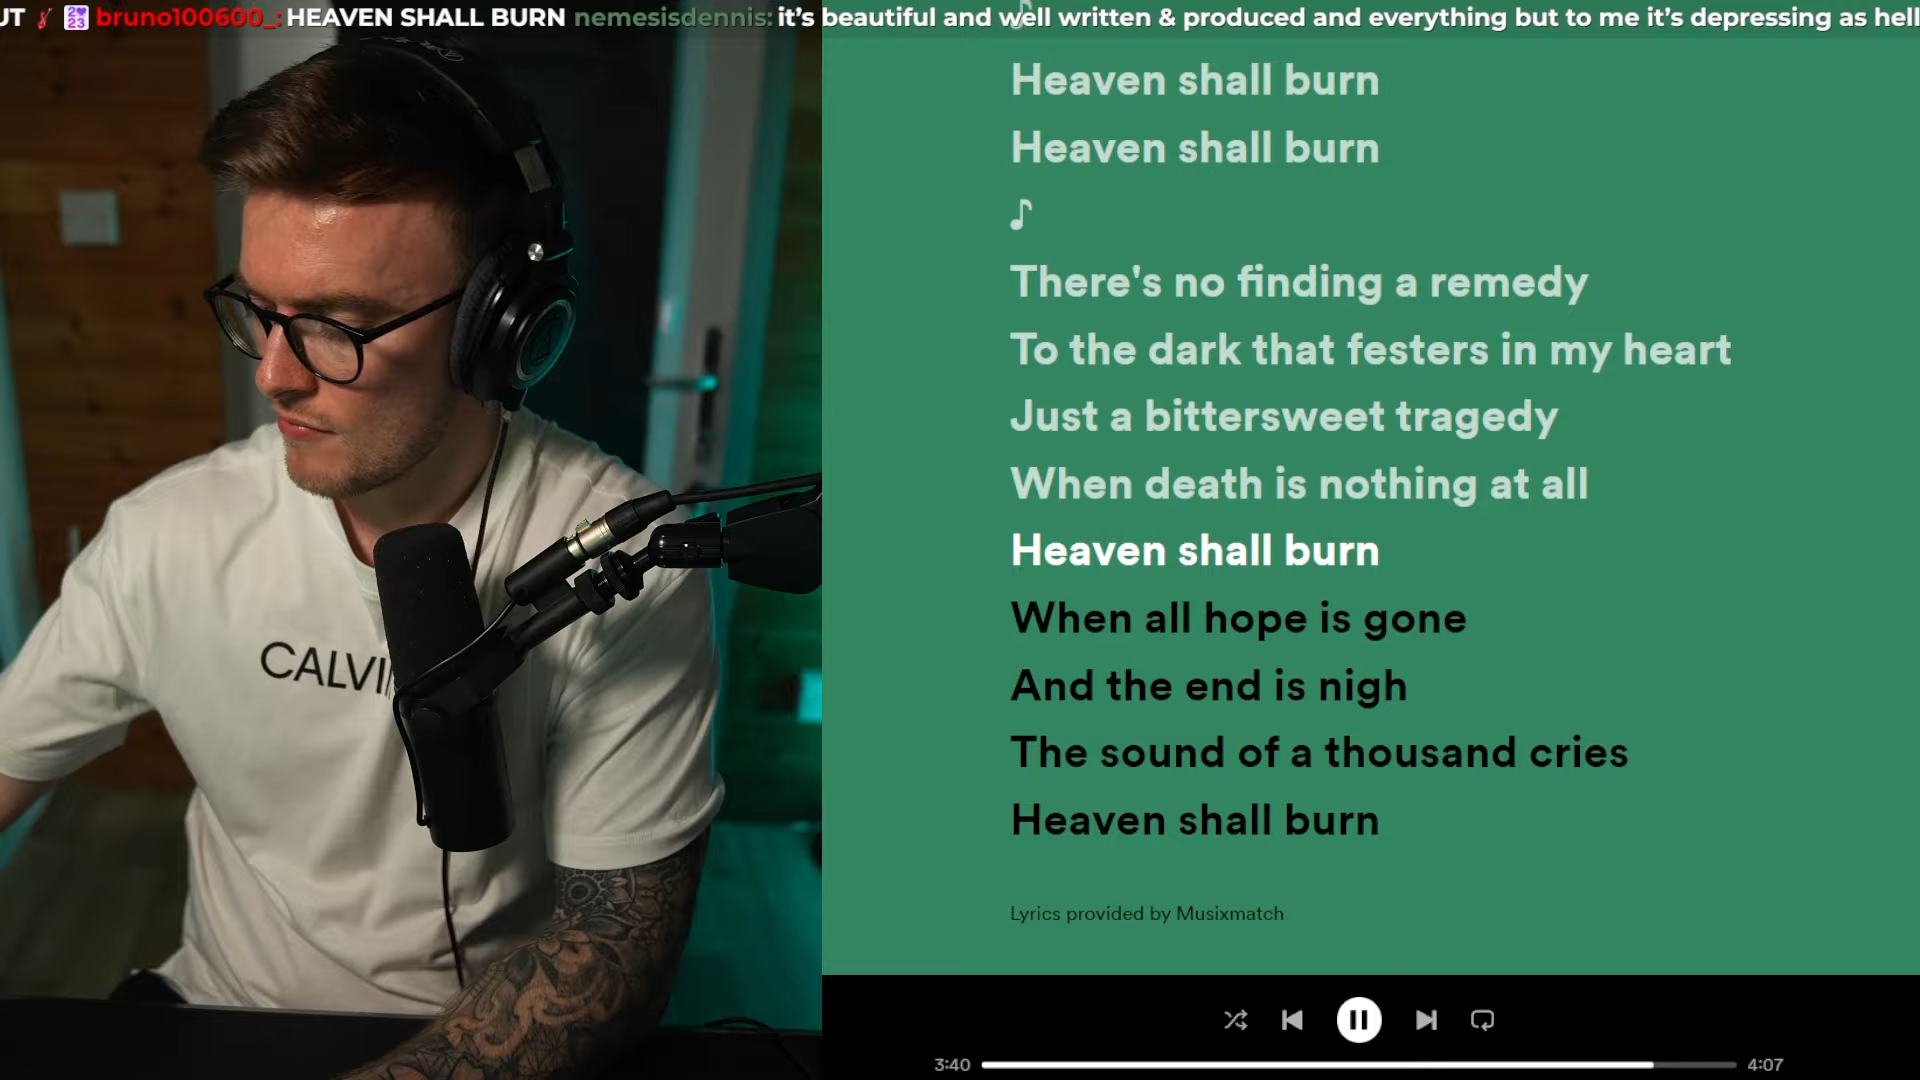 UT bruno100600_: HEAVEN SHALL BURN nemesisdennis: it’s beautiful and well written & produced and everything but to me it’s depressing as hell
Heaven shall burn
Heaven shall burn
There's no finding a remedy
To the dark that festers in my heart
Just a bittersweet tragedy
When death is nothing at all
Heaven shall burn
When all hope is gone
And the end is nigh
The sound of a thousand cries
Heaven shall burn
Lyrics provided by Musixmatch
3:40 4:07
CALVI